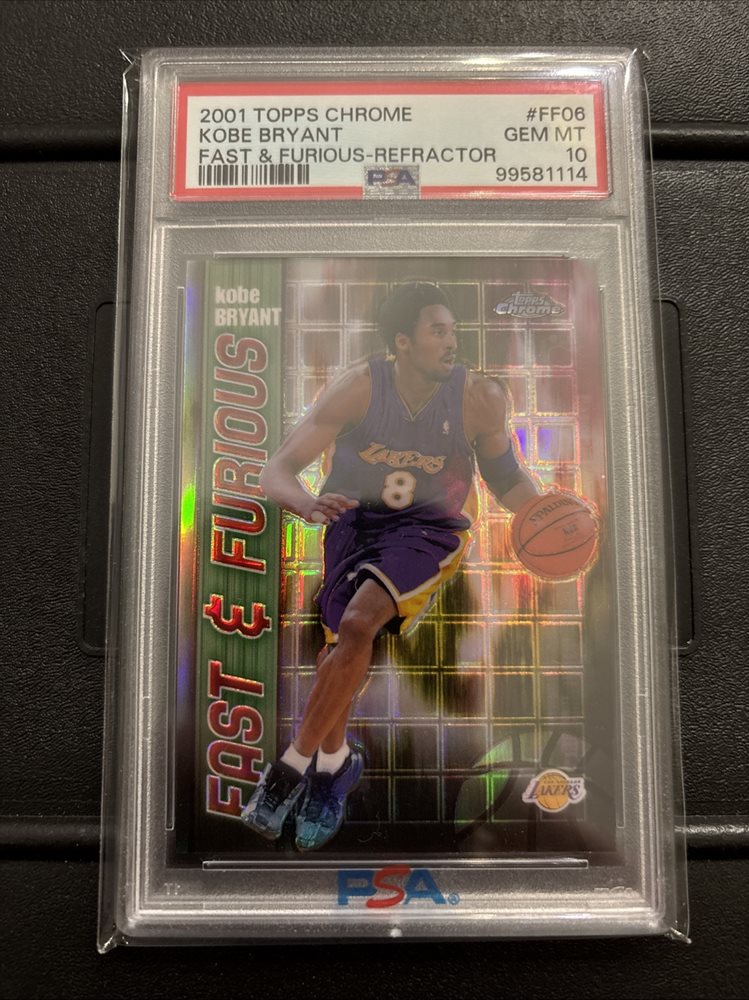 2001 TOPPS CHROME #FF06
KOBE BRYANT GEM MT
FAST & FURIOUS-REFRACTOR 10
PSA 99581114
kobe
BRYANT
FAST & FURIOUS
Topps
Chrome
LAKERS
8
SPALDING
LAKERS
PSA®